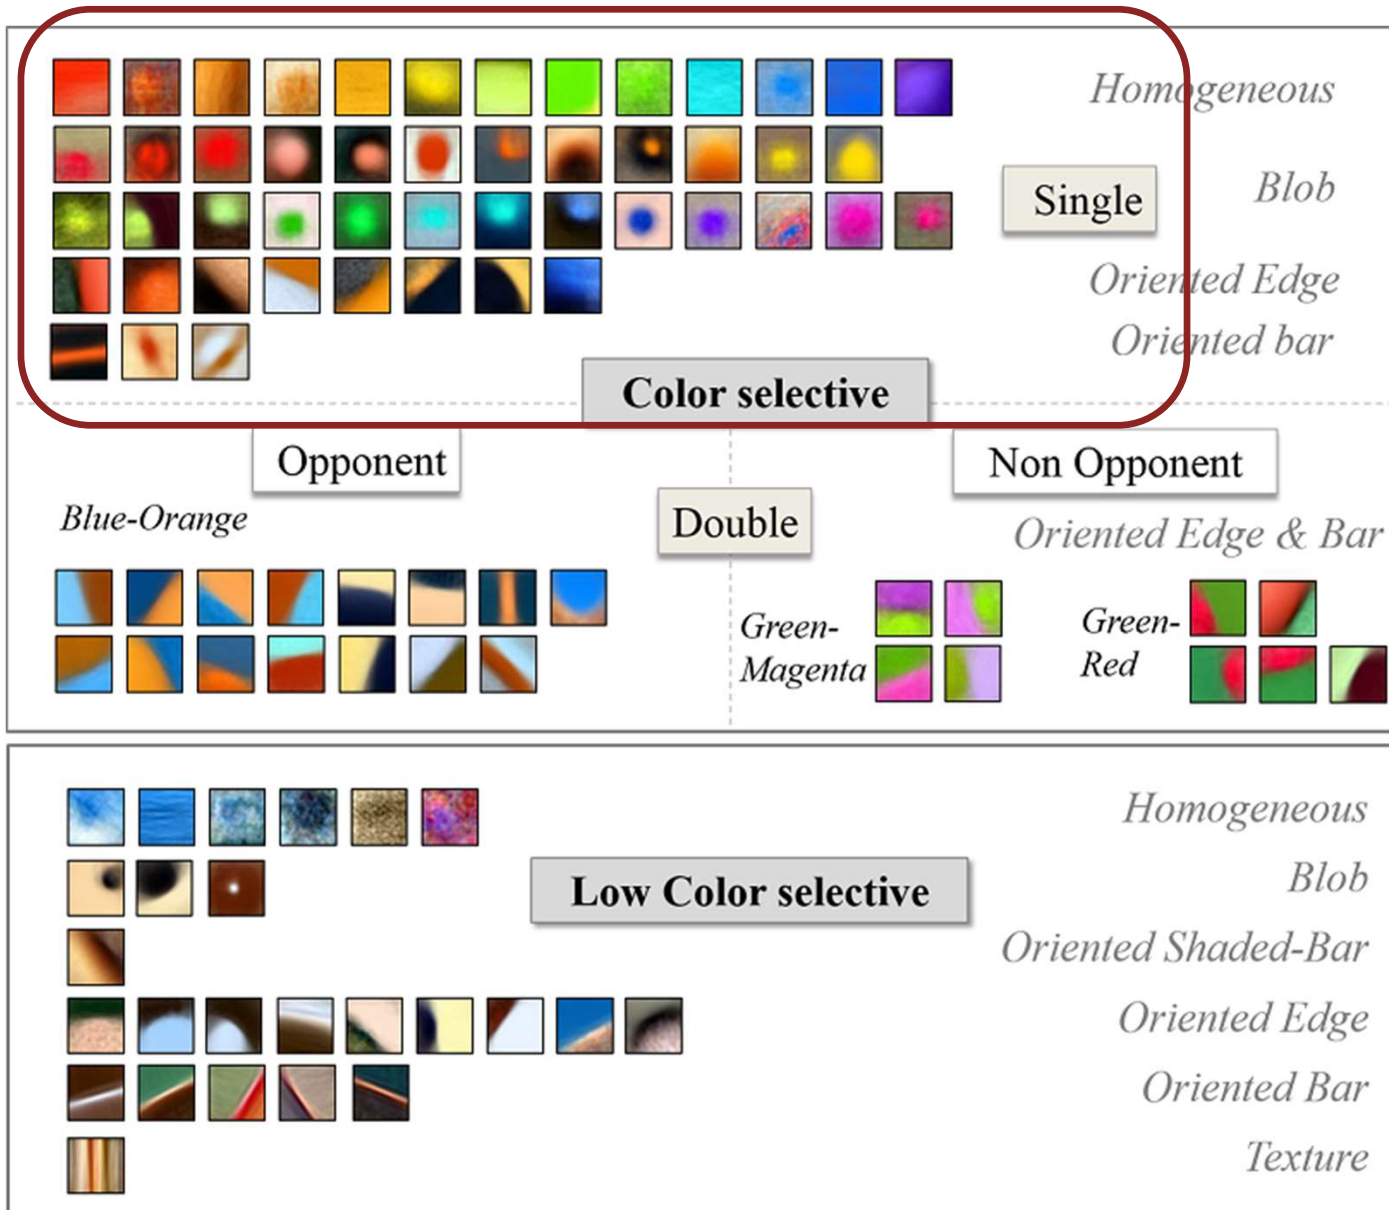 Homogeneous
Single
Blob
Oriented Edge
Oriented bar
Color selective
Opponent
Non Opponent
Blue-Orange
Double
Oriented Edge & Bar
Green-
Magenta
Green-
Red
Homogeneous
Blob
Low Color selective
Oriented Shaded-Bar
Oriented Edge
Oriented Bar
Texture